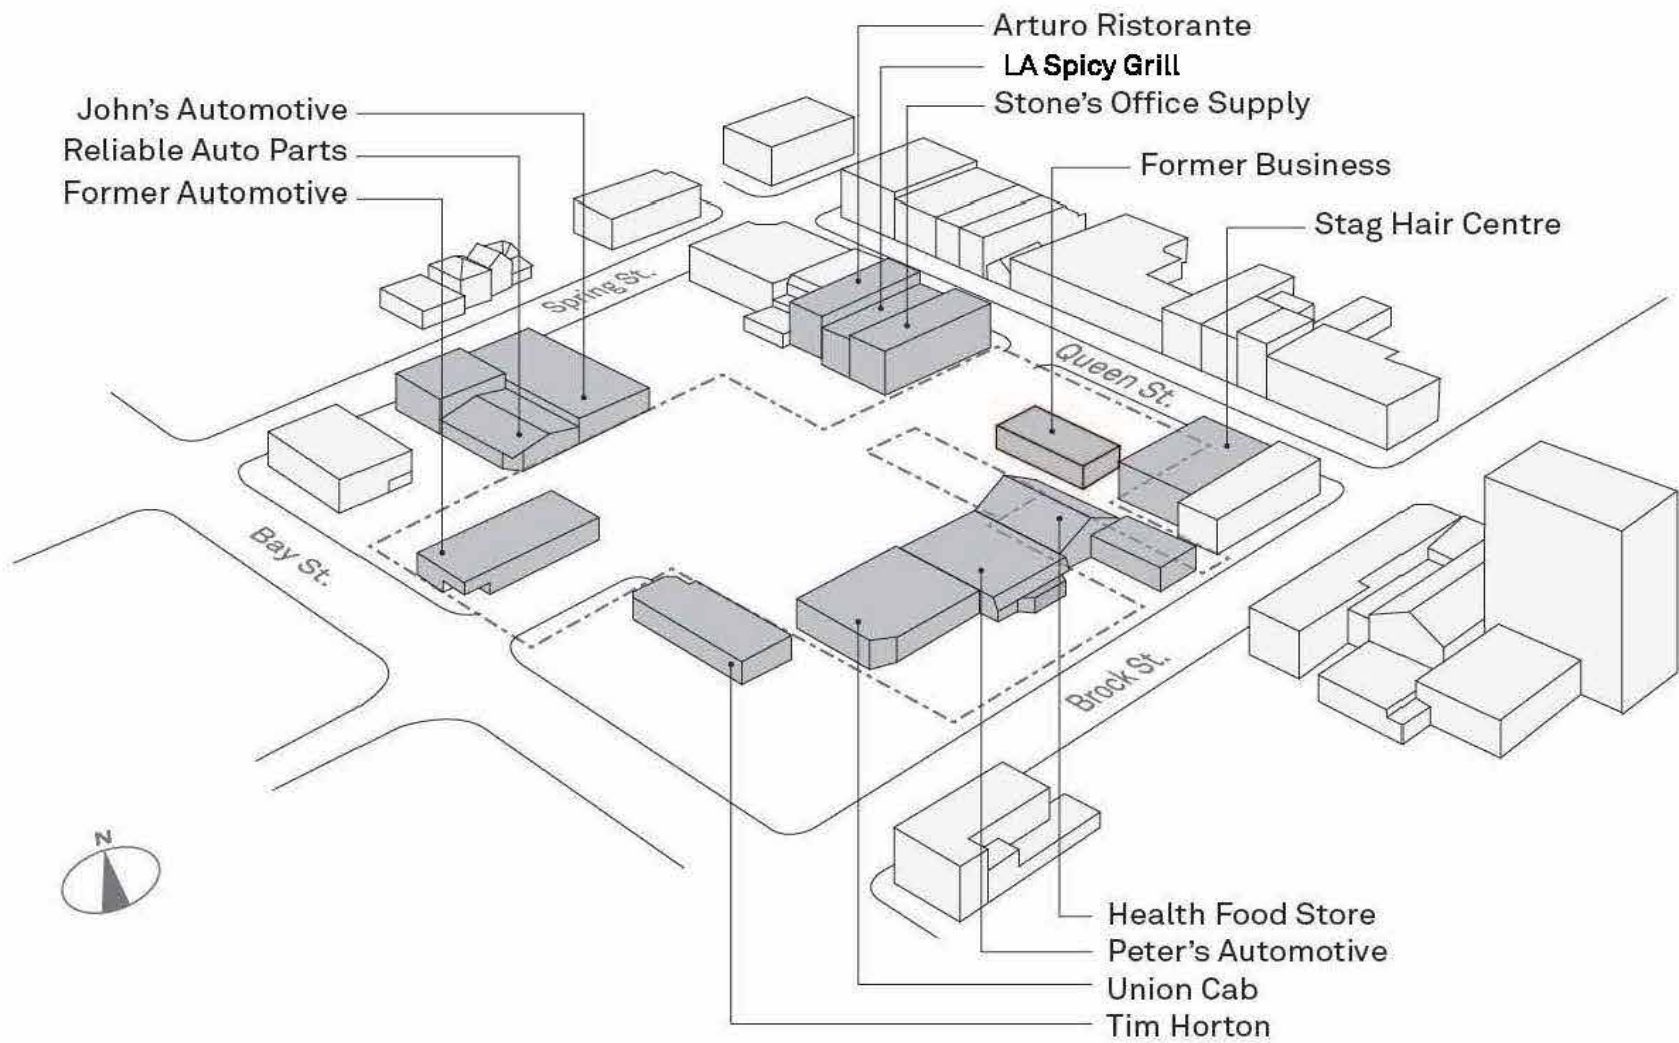 Arturo Ristorante
LA Spicy Grill
Stone's Office Supply
John's Automotive
Reliable Auto Parts
Former Automotive
Former Business
Stag Hair Centre
Spring St.
Queen St.
Bay St.
Brock St.
N
Health Food Store
Peter's Automotive
Union Cab
Tim Horton